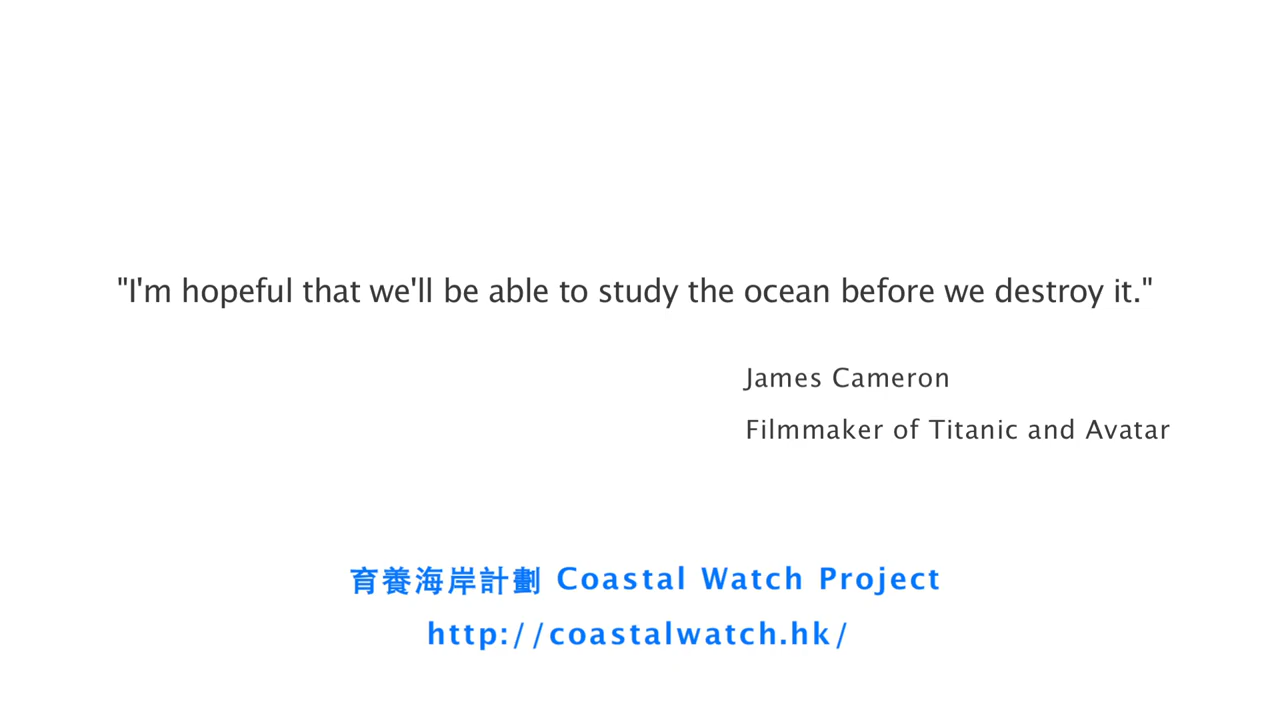 "I'm hopeful that we'll be able to study the ocean before we destroy it."
James Cameron
Filmmaker of Titanic and Avatar
育養海岸計劃 Coastal Watch Project
http://coastalwatch.hk/